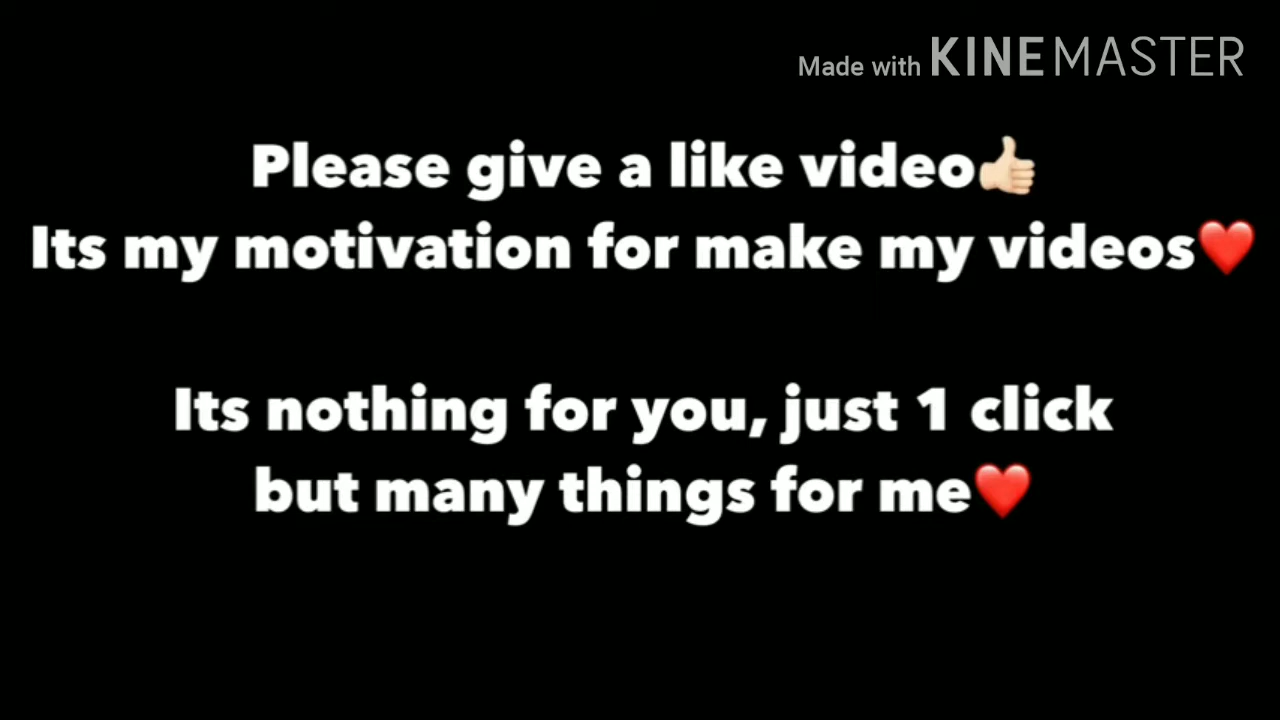 Made with KINEMASTER
Please give a like video👍🏻
Its my motivation for make my videos❤️
Its nothing for you, just 1 click
but many things for me❤️